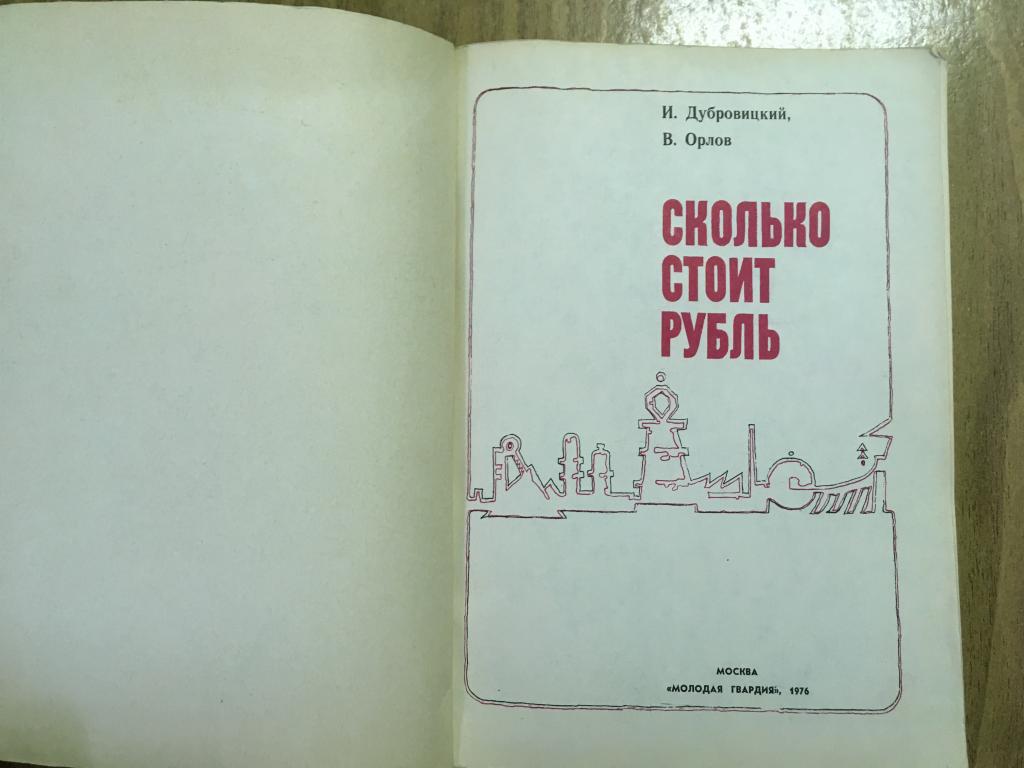 И. Дубровицкий,
В. Орлов
СКОЛЬКО
СТОИТ
РУБЛЬ
МОСКВА
«МОЛОДАЯ ГВАРДИЯ», 1976